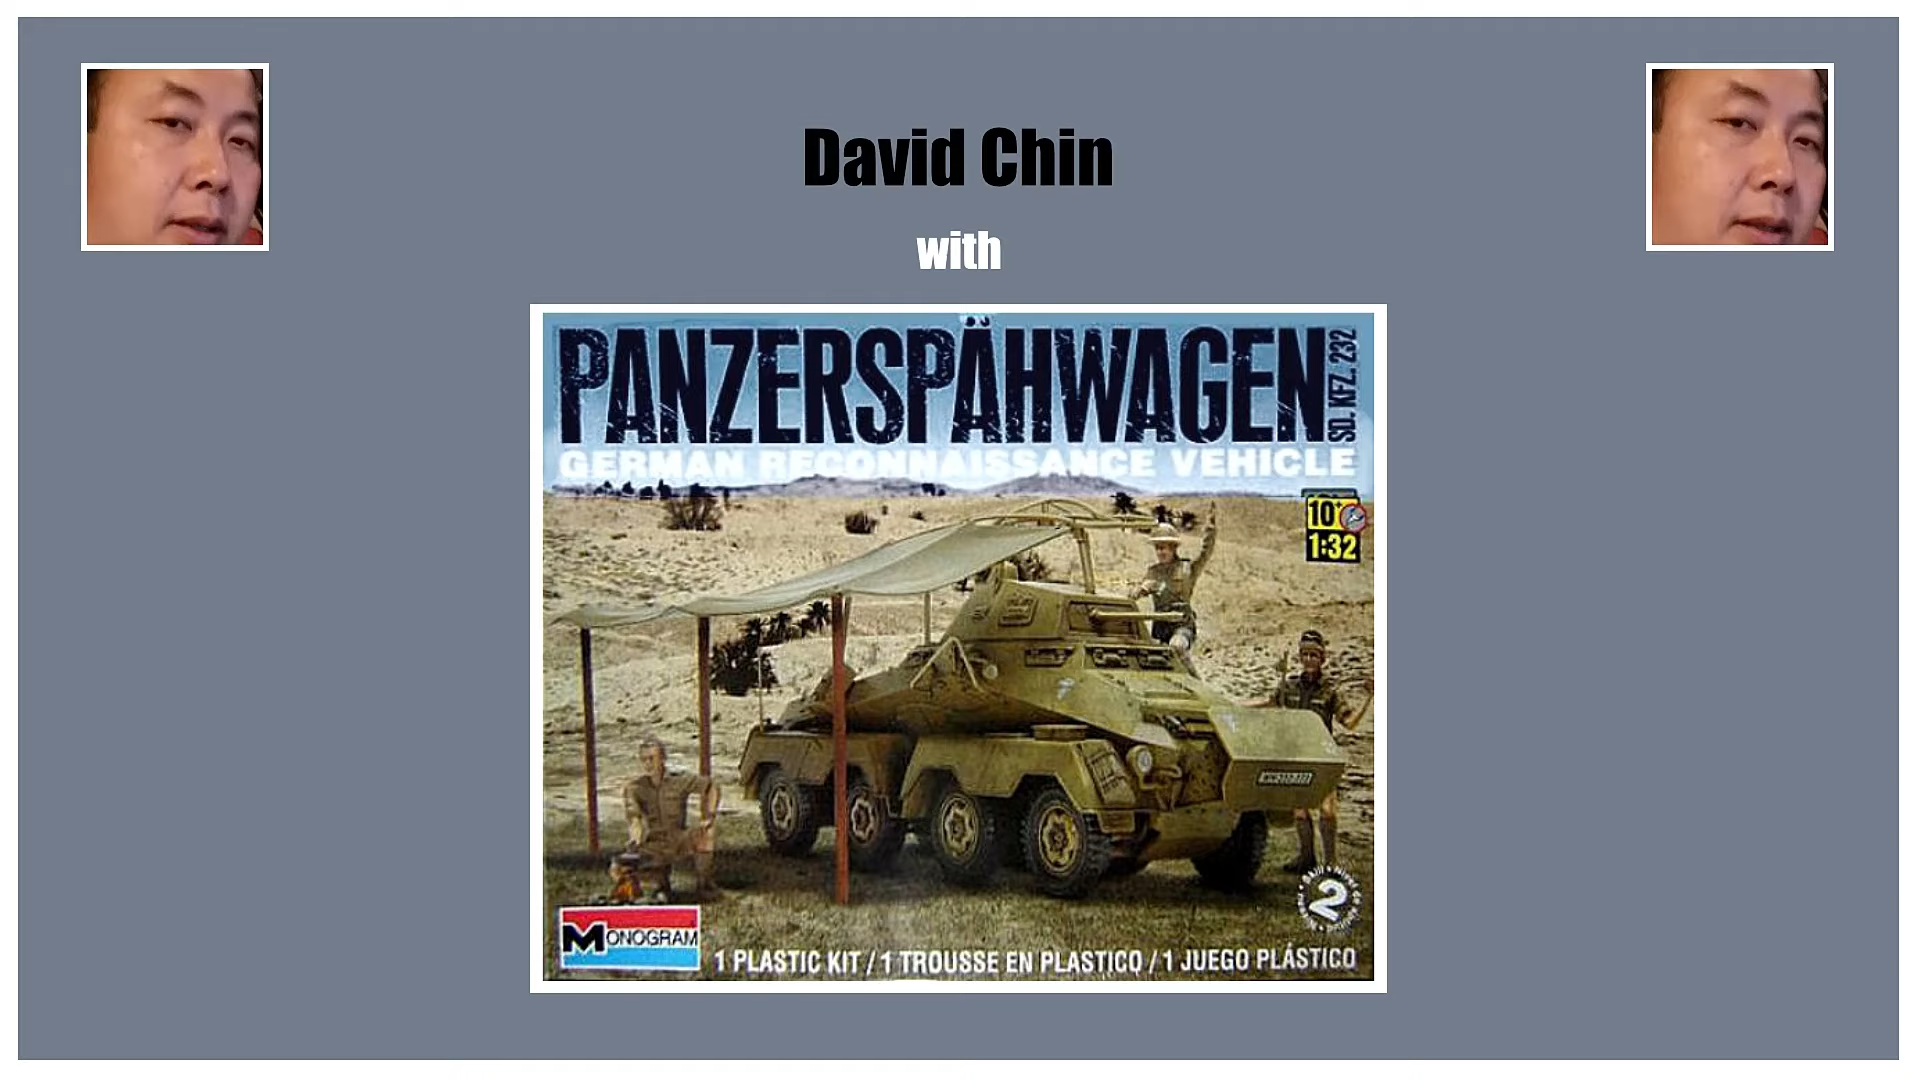 David Chin
with
PANZERSPÄHWAGEN
SD. KFZ. 232
GERMAN RECONNAISSANCE VEHICLE
10+
1:32
2
MONOGRAM
1 PLASTIC KIT / 1 TROUSSE EN PLASTICQ / 1 JUEGO PLÁSTICO